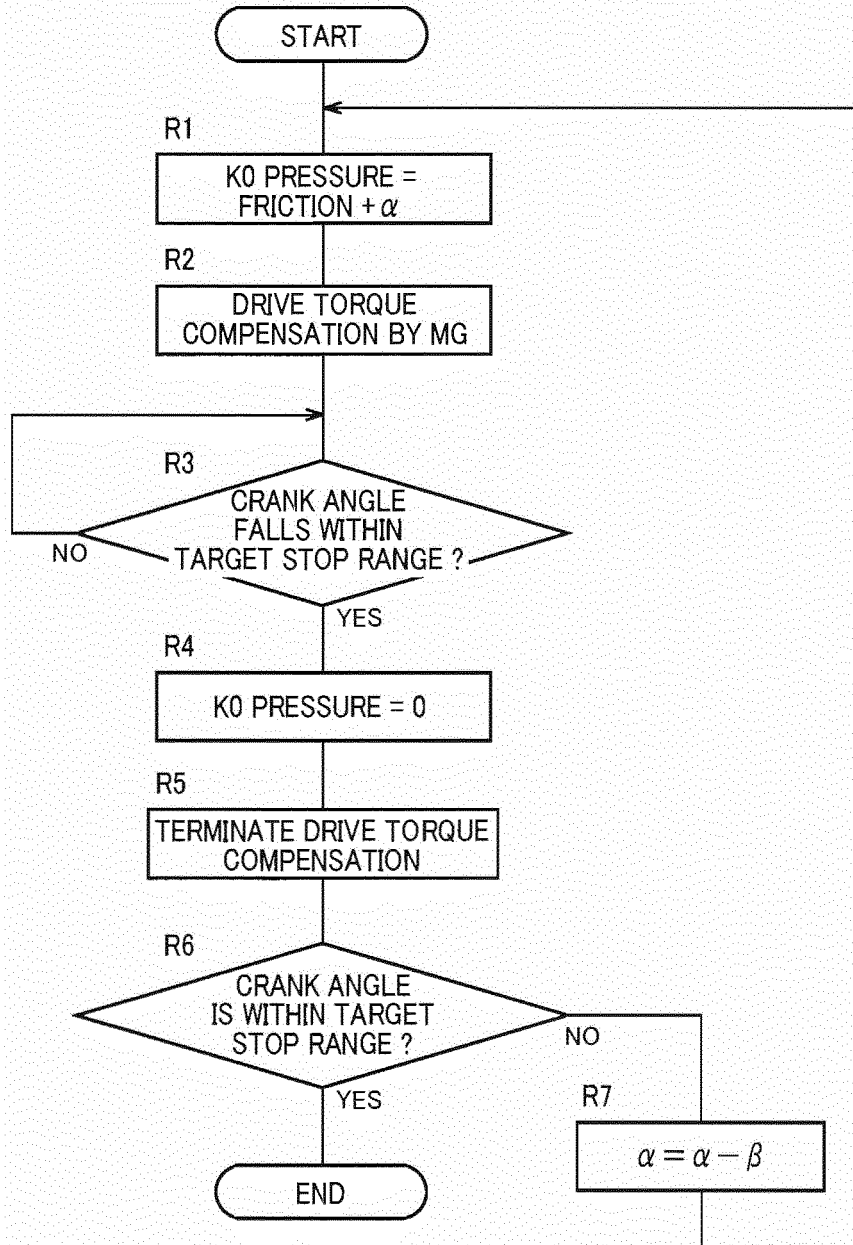 START
R1
K0 PRESSURE =
FRICTION + α
R2
DRIVE TORQUE
COMPENSATION BY MG
R3
CRANK ANGLE
FALLS WITHIN
TARGET STOP RANGE ?
NO
YES
R4
K0 PRESSURE = 0
R5
TERMINATE DRIVE TORQUE
COMPENSATION
R6
CRANK ANGLE
IS WITHIN TARGET
STOP RANGE ?
NO
YES
R7
α = α − β
END